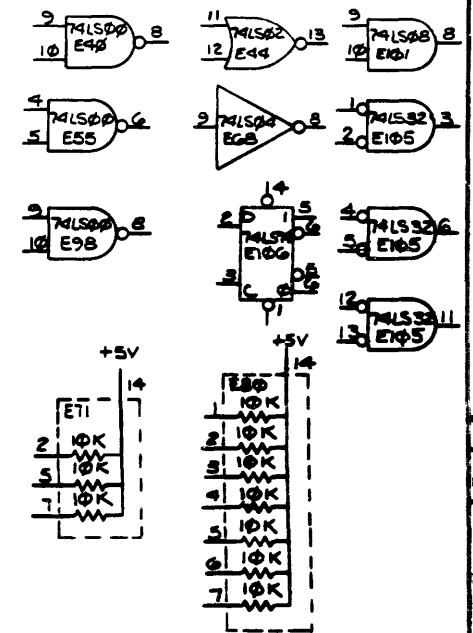 9
10
74LS00
E40
8
11
12
74LS02
E44
13
9
10
74LS08
E101
8
4
5
74LS00
E55
6
9
74LS04
E68
8
1
2
74LS32
E105
3
9
10
74LS00
E98
8
4
2
D 1 5
6
74LS74
E106
5
3
C 0 6
1
4
5
74LS32
E105
6
12
13
74LS32
E105
11
+5V
14
E71
2 10K
5 10K
7 10K
+5V
14
1 10K
2 10K
3 10K
4 10K
5 10K
6 10K
7 10K